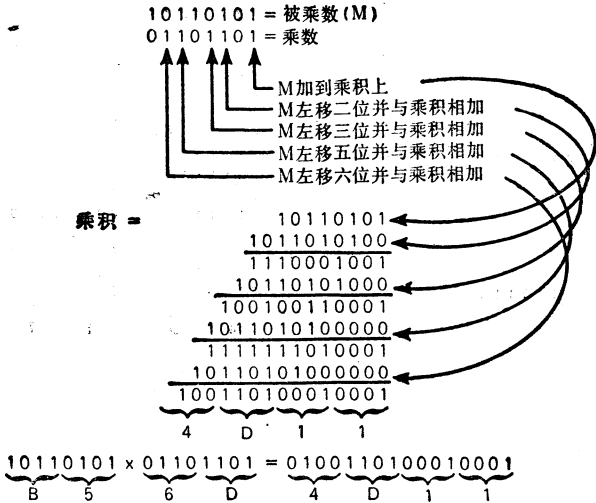 10110101 = 被乘数(M)
01101101 = 乘数
M加到乘积上
M左移二位并与乘积相加
M左移三位并与乘积相加
M左移五位并与乘积相加
M左移六位并与乘积相加
乘积 =
10110101
1011010100
1110001001
10110101000
100100110001
1011010100000
1111111010001
10110101000000
100110100010001
4 D 1 1
10110101 × 01101101 = 0100110100010001
B 5 6 D 4 D 1 1